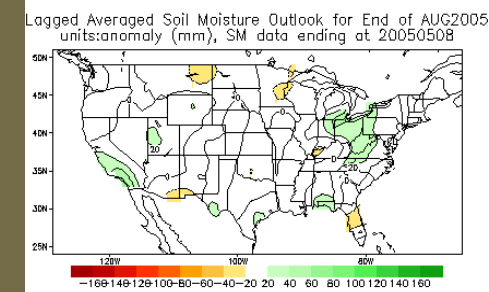 Lagged Averaged Soil Moisture Outlook for End of AUG2005
units:anomaly (mm), SM data ending at 20050508
50N
45N
40N
35N
30N
25N
120W 100W 80W
-160-140-120-100-80-60-40-20 20 40 60 80 100 120 140 160